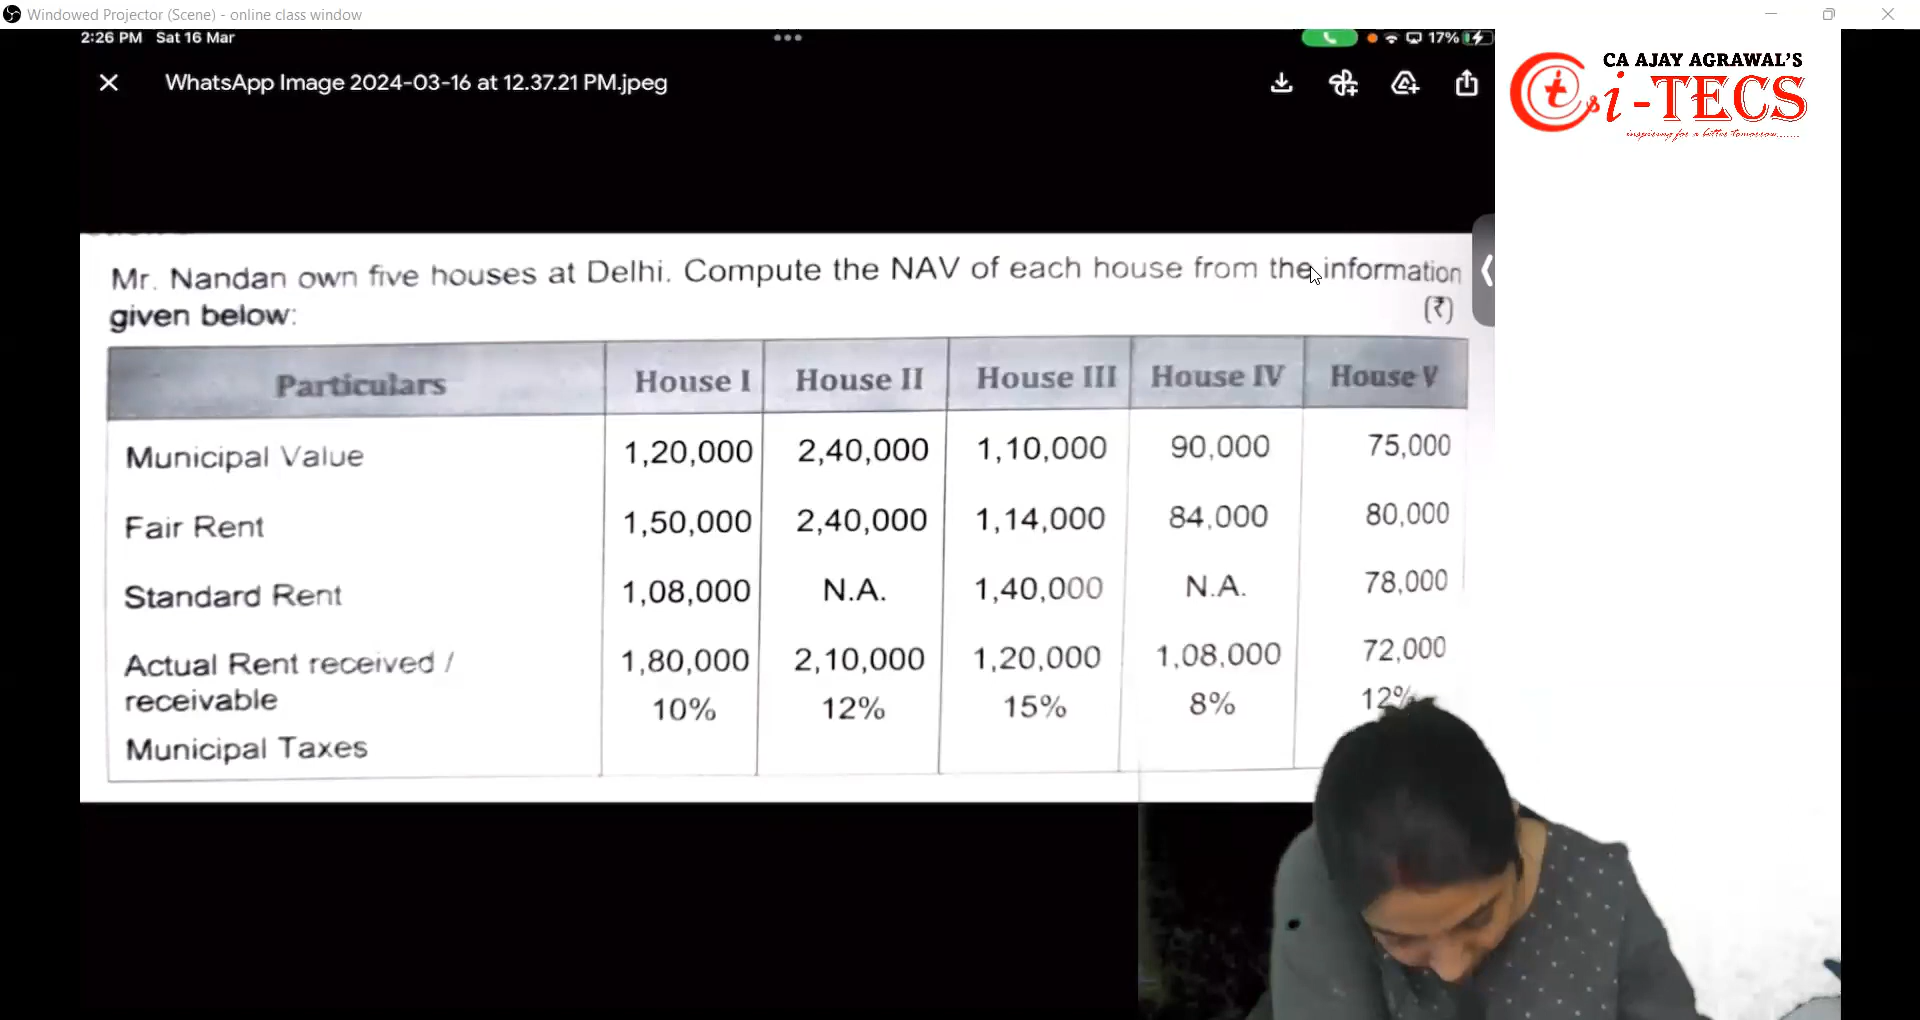 Windowed Projector (Scene) - online class window
2:26 PM Sat 16 Mar
17%
WhatsApp Image 2024-03-16 at 12.37.21 PM.jpeg
CA AJAY AGRAWAL'S
i-TECS
inspiring for a better tomorrow.......
Mr. Nandan own five houses at Delhi. Compute the NAV of each house from the information
given below:
(₹)
Particulars House I House II House III House IV House V
Municipal Value 1,20,000 2,40,000 1,10,000 90,000 75,000
Fair Rent 1,50,000 2,40,000 1,14,000 84,000 80,000
Standard Rent 1,08,000 N.A. 1,40,000 N.A. 78,000
Actual Rent received / 1,80,000 2,10,000 1,20,000 1,08,000 72,000
receivable 10% 12% 15% 8% 12%
Municipal Taxes